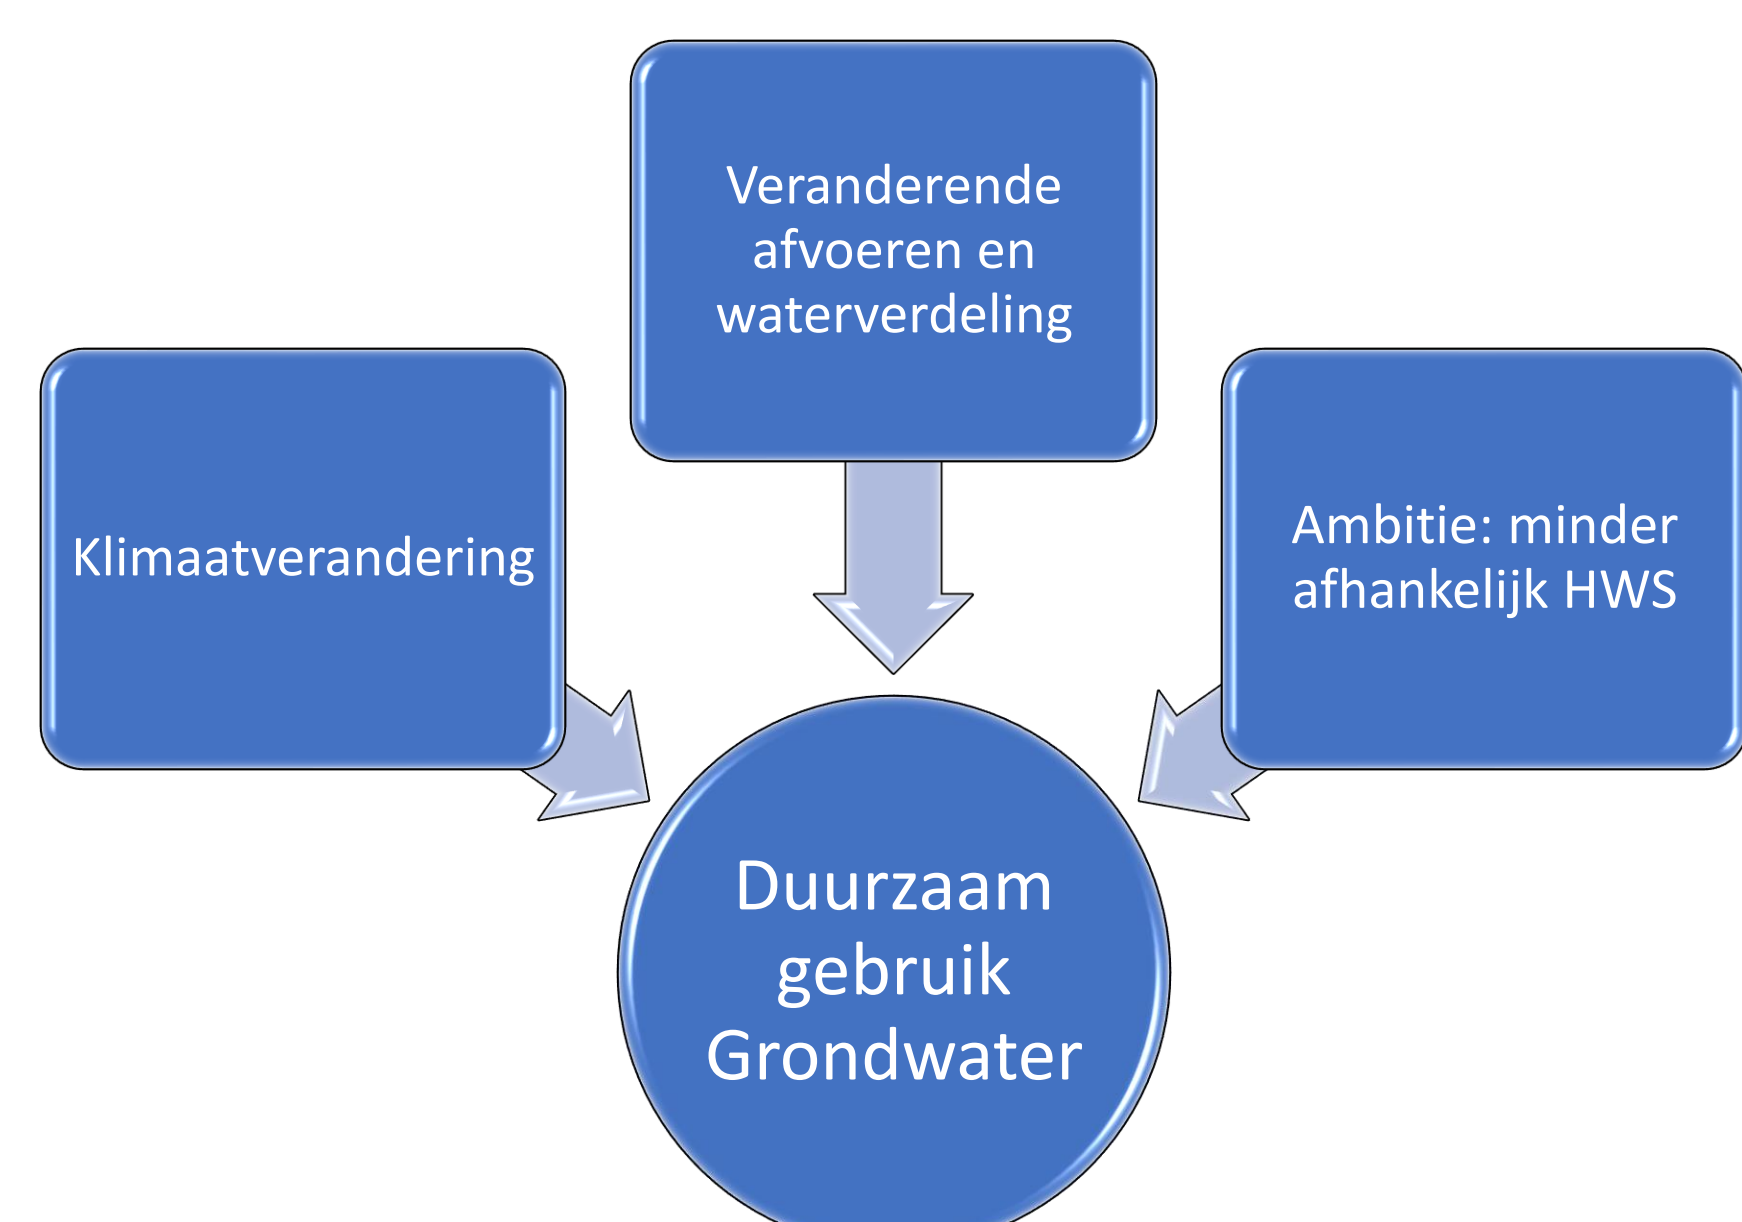 Veranderende
afvoeren en
waterverdeling
Klimaatverandering
Ambitie: minder
afhankelijk HWS
Duurzaam
gebruik
Grondwater